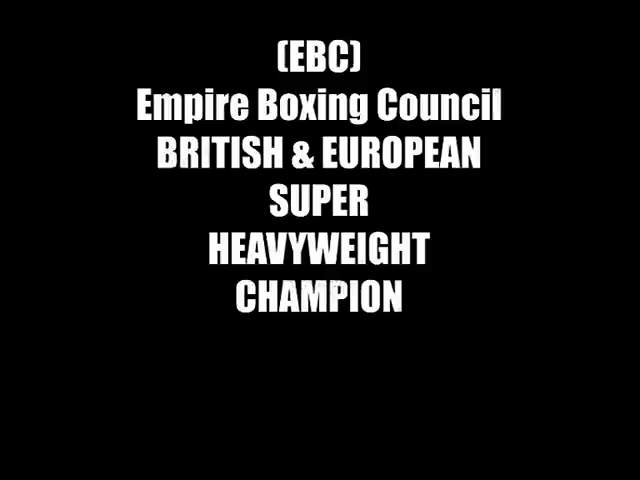 (EBC)
Empire Boxing Council
BRITISH & EUROPEAN
SUPER
HEAVYWEIGHT
CHAMPION